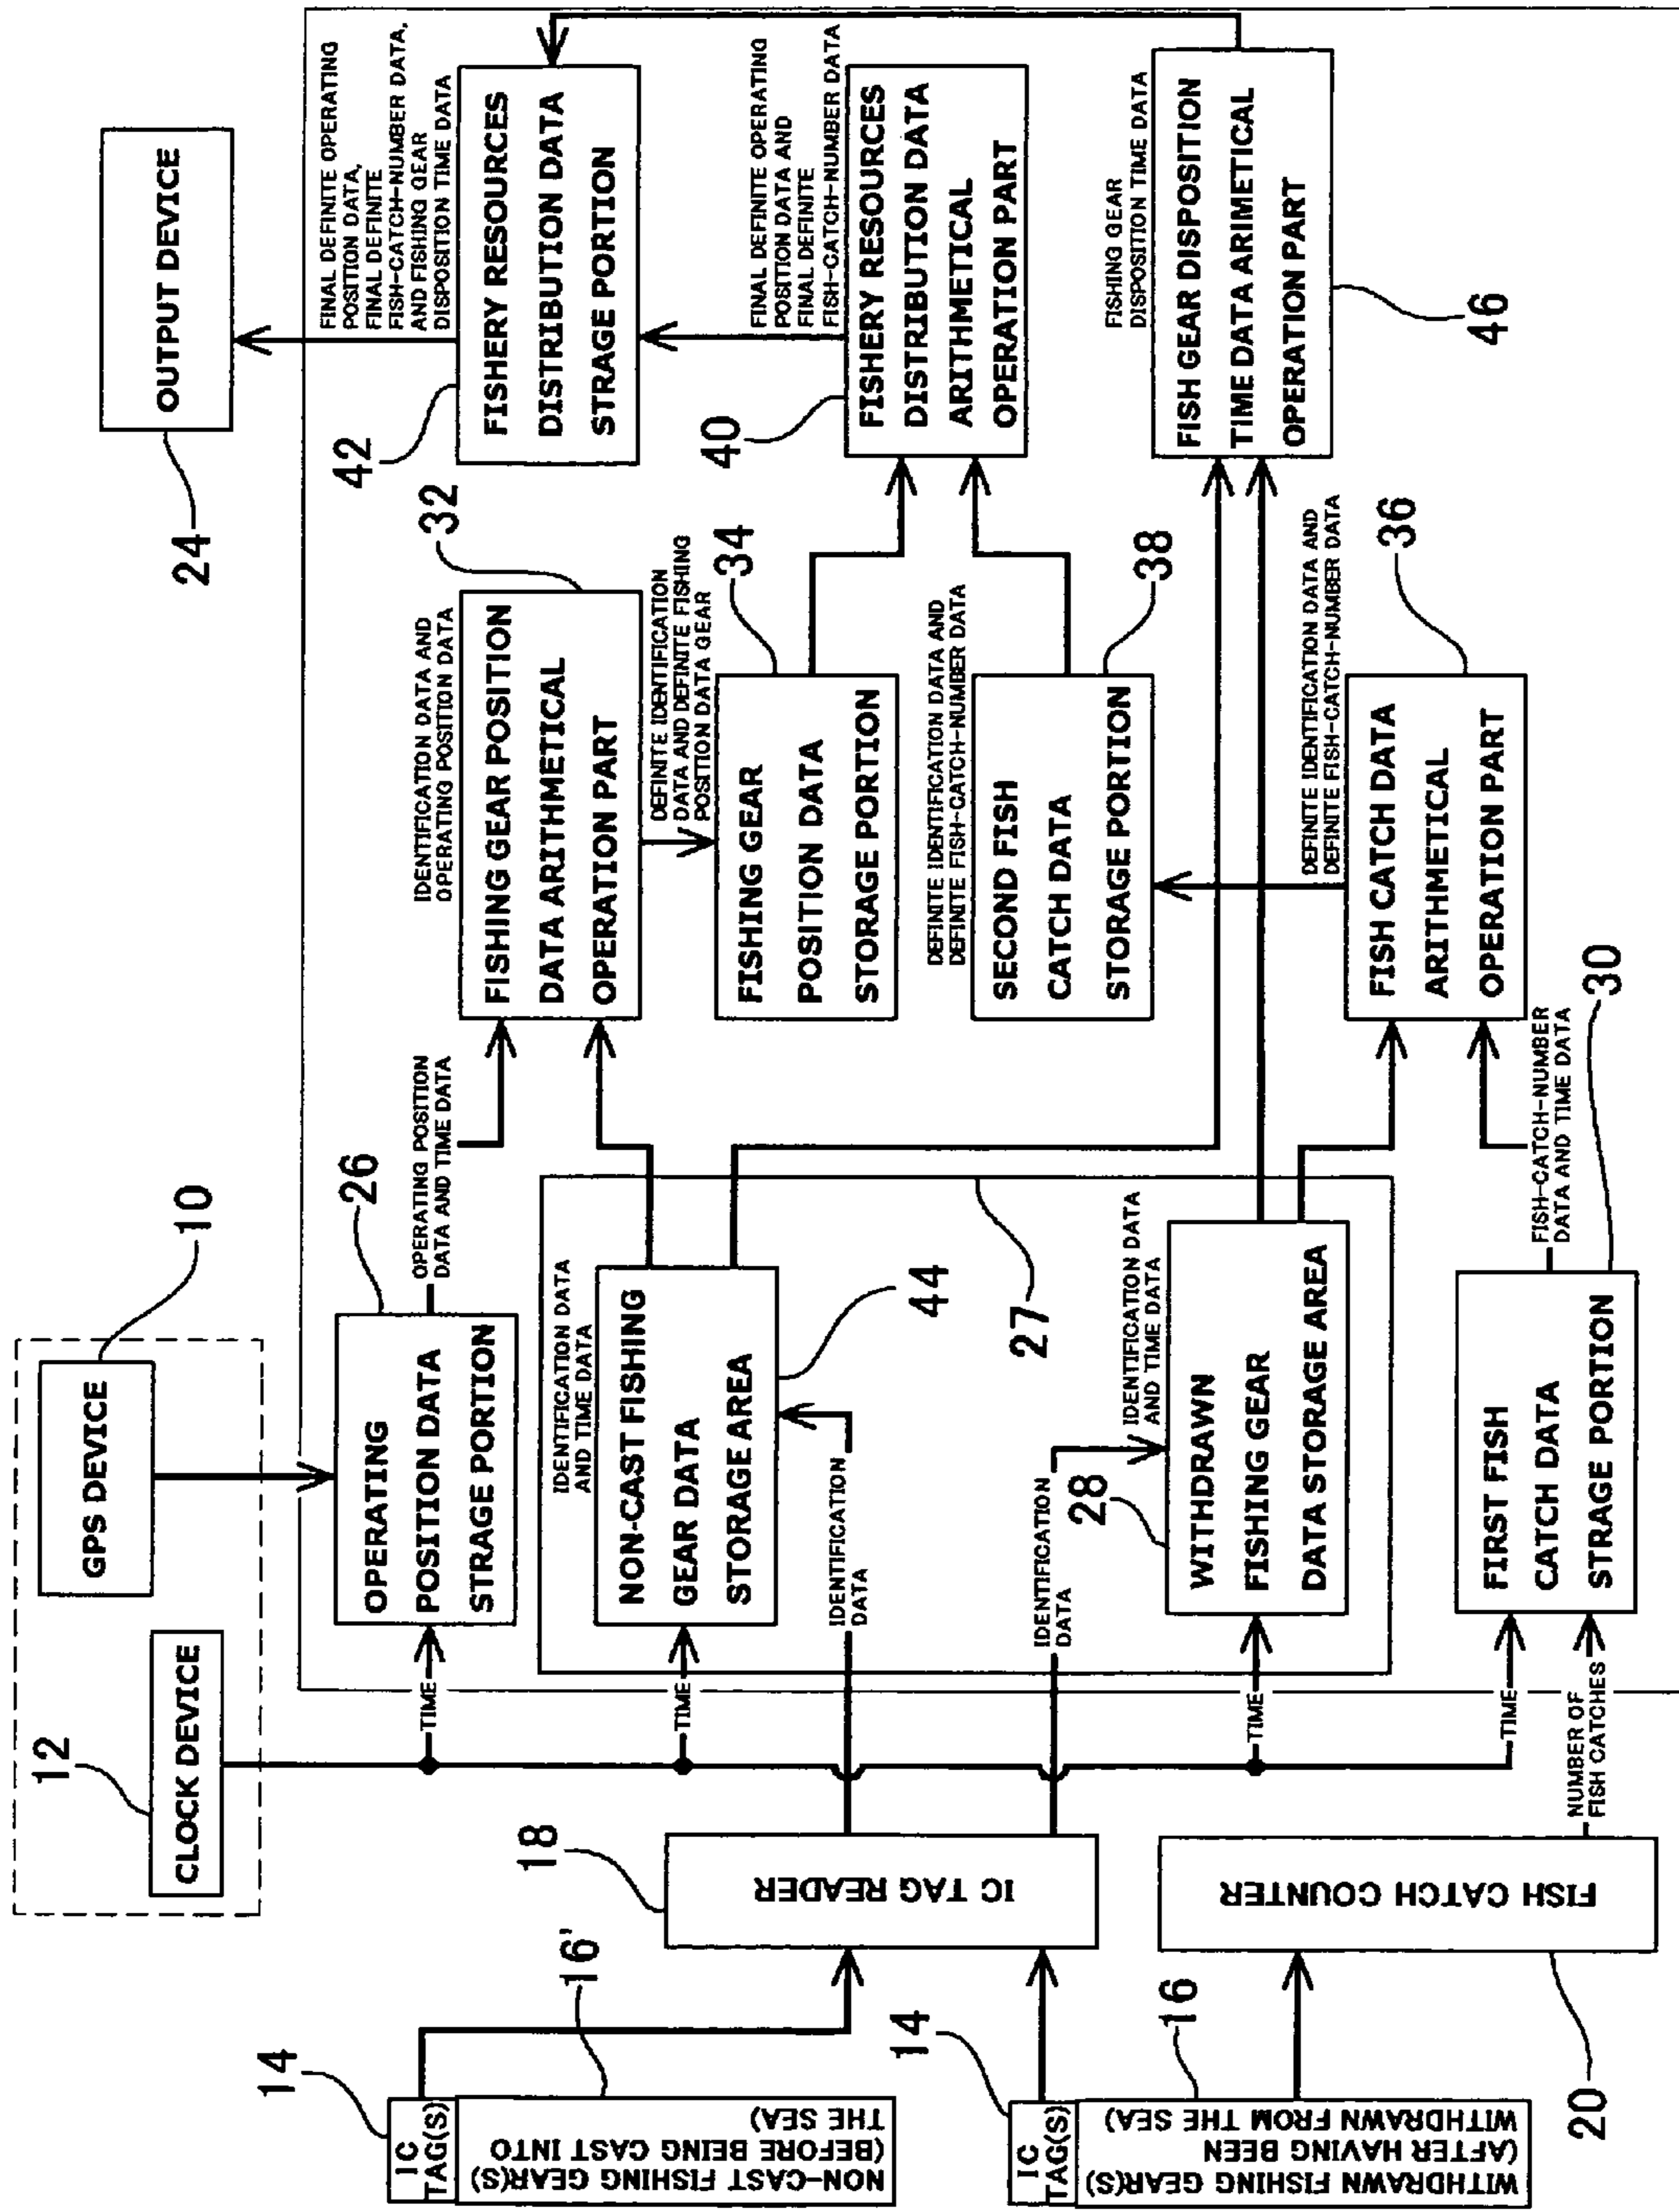 12
10
CLOCK DEVICE
GPS DEVICE
24
OUTPUT DEVICE
TIME
26
OPERATING
POSITION DATA
STRAGE PORTION
OPERATING POSITION
DATA AND TIME DATA
IDENTIFICATION DATA AND
OPERATING POSITION DATA
32
FISHING GEAR POSITION
DATA ARITHMETICAL
OPERATION PART
42
FISHERY RESOURCES
DISTRIBUTION DATA
STRAGE PORTION
FINAL DEFINITE OPERATING
POSITION DATA,
FINAL DEFINITE
FISH-CATCH-NUMBER DATA,
AND FISHING GEAR
DISPOSITION TIME DATA
14
IC
TAG(S)
16'
NON-CAST FISHING GEAR(S)
(BEFORE BEING CAST INTO
THE SEA)
18
IC TAG READER
TIME
IDENTIFICATION DATA
AND TIME DATA
NON-CAST FISHING
GEAR DATA
STORAGE AREA
44
IDENTIFICATION
DATA
27
DEFINITE IDENTIFICATION
DATA AND DEFINITE FISHING
POSITION DATA GEAR
34
FISHING GEAR
POSITION DATA
STORAGE PORTION
40
FINAL DEFINITE OPERATING
POSITION DATA AND
FINAL DEFINITE
FISH-CATCH-NUMBER DATA
FISHERY RESOURCES
DISTRIBUTION DATA
ARITHMETICAL
OPERATION PART
DEFINITE IDENTIFICATION DATA AND
DEFINITE FISH-CATCH-NUMBER DATA
SECOND FISH
CATCH DATA
STORAGE PORTION
38
14
IC
TAG(S)
16
WITHDRAWN FISHING GEAR(S)
(AFTER HAVING BEEN
WITHDRAWN FROM THE SEA)
IDENTIFICATION
DATA
28
IDENTIFICATION DATA
AND TIME DATA
TIME
WITHDRAWN
FISHING GEAR
DATA STORAGE AREA
FISHING GEAR
DISPOSITION TIME DATA
FISH GEAR DISPOSITION
TIME DATA ARIMETICAL
OPERATION PART
46
DEFINITE IDENTIFICATION DATA AND
DEFINITE FISH-CATCH-NUMBER DATA
36
FISH CATCH DATA
ARITHMETICAL
OPERATION PART
FISH CATCH COUNTER
20
TIME
NUMBER OF
FISH CATCHES
FIRST FISH
CATCH DATA
STRAGE PORTION
30
FISH-CATCH-NUMBER
DATA AND TIME DATA